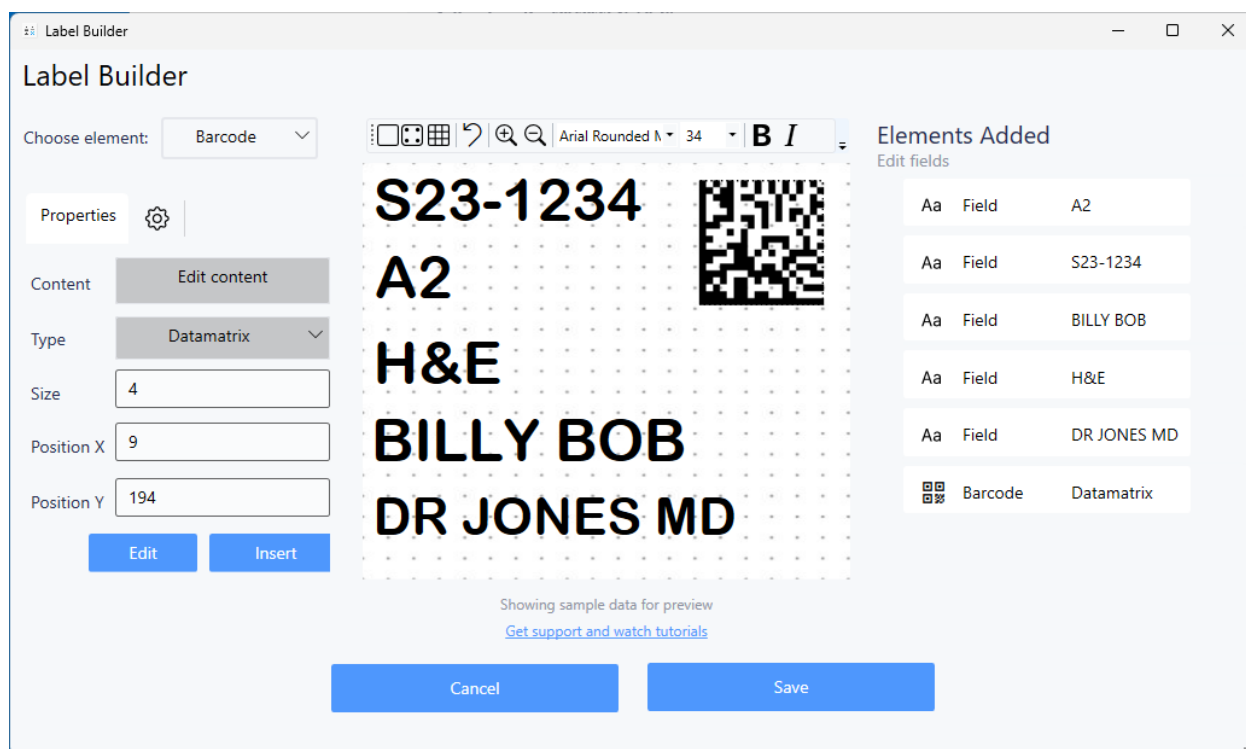 Label Builder
Label Builder
Choose element: Barcode
Arial Rounded M 34 B I
Properties
Content Edit content
Type Datamatrix
Size 4
Position X 9
Position Y 194
Edit Insert
S23-1234
A2
H&E
BILLY BOB
DR JONES MD
Showing sample data for preview
Get support and watch tutorials
Cancel Save
Elements Added
Edit fields
Aa Field A2
Aa Field S23-1234
Aa Field BILLY BOB
Aa Field H&E
Aa Field DR JONES MD
Barcode Datamatrix